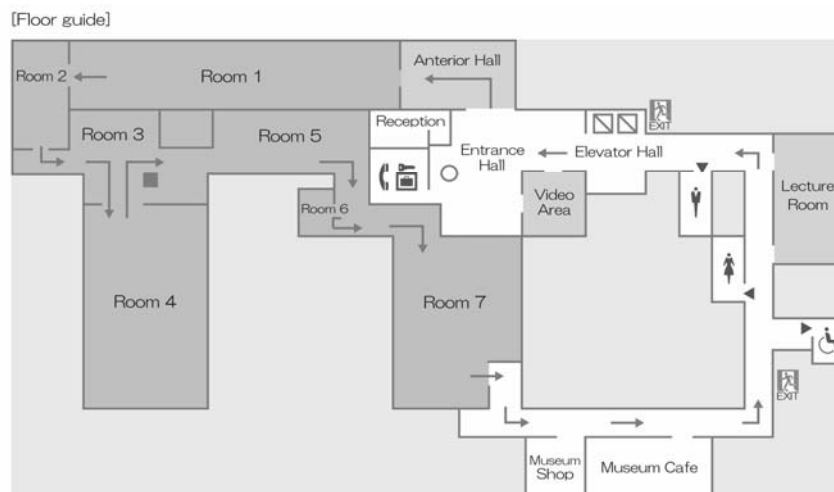 [Floor guide]
Anterior Hall
Room 2
Room 1
EXIT
Reception
Room 3
Room 5
Entrance
Hall
Elevator Hall
Video
Area
Lecture
Room
Room 6
Room 4
Room 7
EXIT
Museum
Shop
Museum Cafe